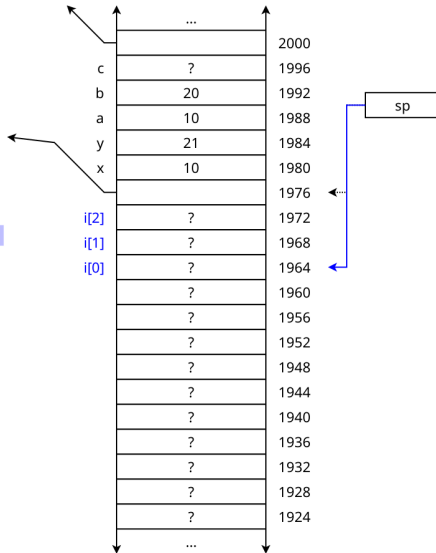 ...
2000
c ? 1996
b 20 1992
sp
a 10 1988
y 21 1984
x 10 1980
1976
i[2] ? 1972
i[1] ? 1968
i[0] ? 1964
? 1960
? 1956
? 1952
? 1948
? 1944
? 1940
? 1936
? 1932
? 1928
? 1924
...